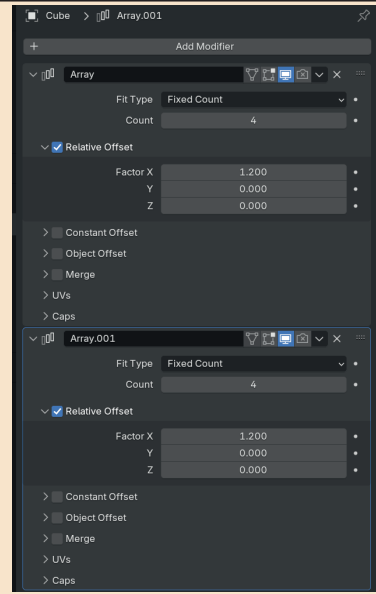 Cube > Array.001
+ Add Modifier
Array
Fit Type Fixed Count
Count 4
Relative Offset
Factor X 1.200
Y 0.000
Z 0.000
Constant Offset
Object Offset
Merge
UVs
Caps
Array.001
Fit Type Fixed Count
Count 4
Relative Offset
Factor X 1.200
Y 0.000
Z 0.000
Constant Offset
Object Offset
Merge
UVs
Caps